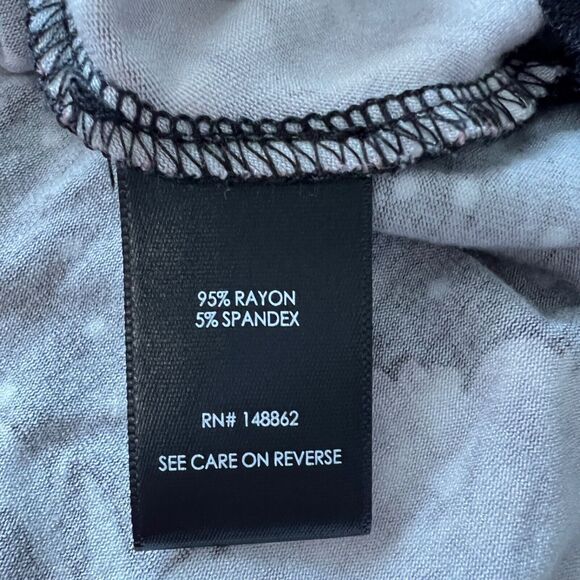 95% RAYON
5% SPANDEX
RN# 148862
SEE CARE ON REVERSE